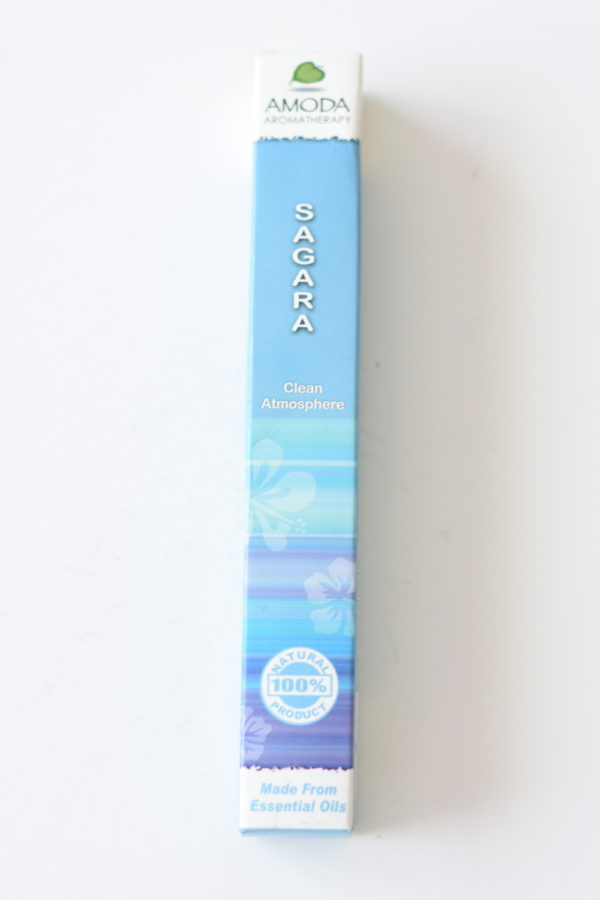 AMODA
AROMATHERAPY
SAGARA
Clean
Atmosphere
NATURAL
100%
PRODUCT
Made From
Essential Oils